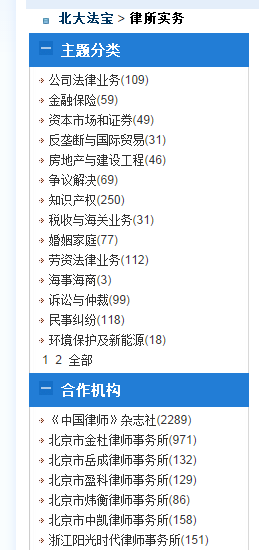 北大法宝 > 律所实务
主题分类
公司法律业务(109)
金融保险(59)
资本市场和证券(49)
反垄断与国际贸易(31)
房地产与建设工程(46)
争议解决(69)
知识产权(250)
税收与海关业务(31)
婚姻家庭(77)
劳资法律业务(112)
海事海商(3)
诉讼与仲裁(99)
民事纠纷(118)
环境保护及新能源(18)
1 2 全部
合作机构
《中国律师》杂志社(2289)
北京市金杜律师事务所(971)
北京市岳成律师事务所(132)
北京市盈科律师事务所(129)
北京市炜衡律师事务所(86)
北京市中凯律师事务所(158)
浙江阳光时代律师事务所(151)